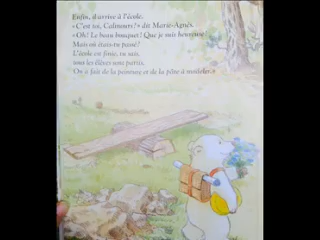 Enfin, il arrive à l'école.
« C'est toi, Calinours ? » dit Marie-Agnès.
« Oh ! Le beau bouquet ! Que je suis heureuse !
Mais où étais-tu passé ?
L'école est finie, tu sais,
tous les élèves sont partis.
On a fait de la peinture et de la pâte à modeler. »